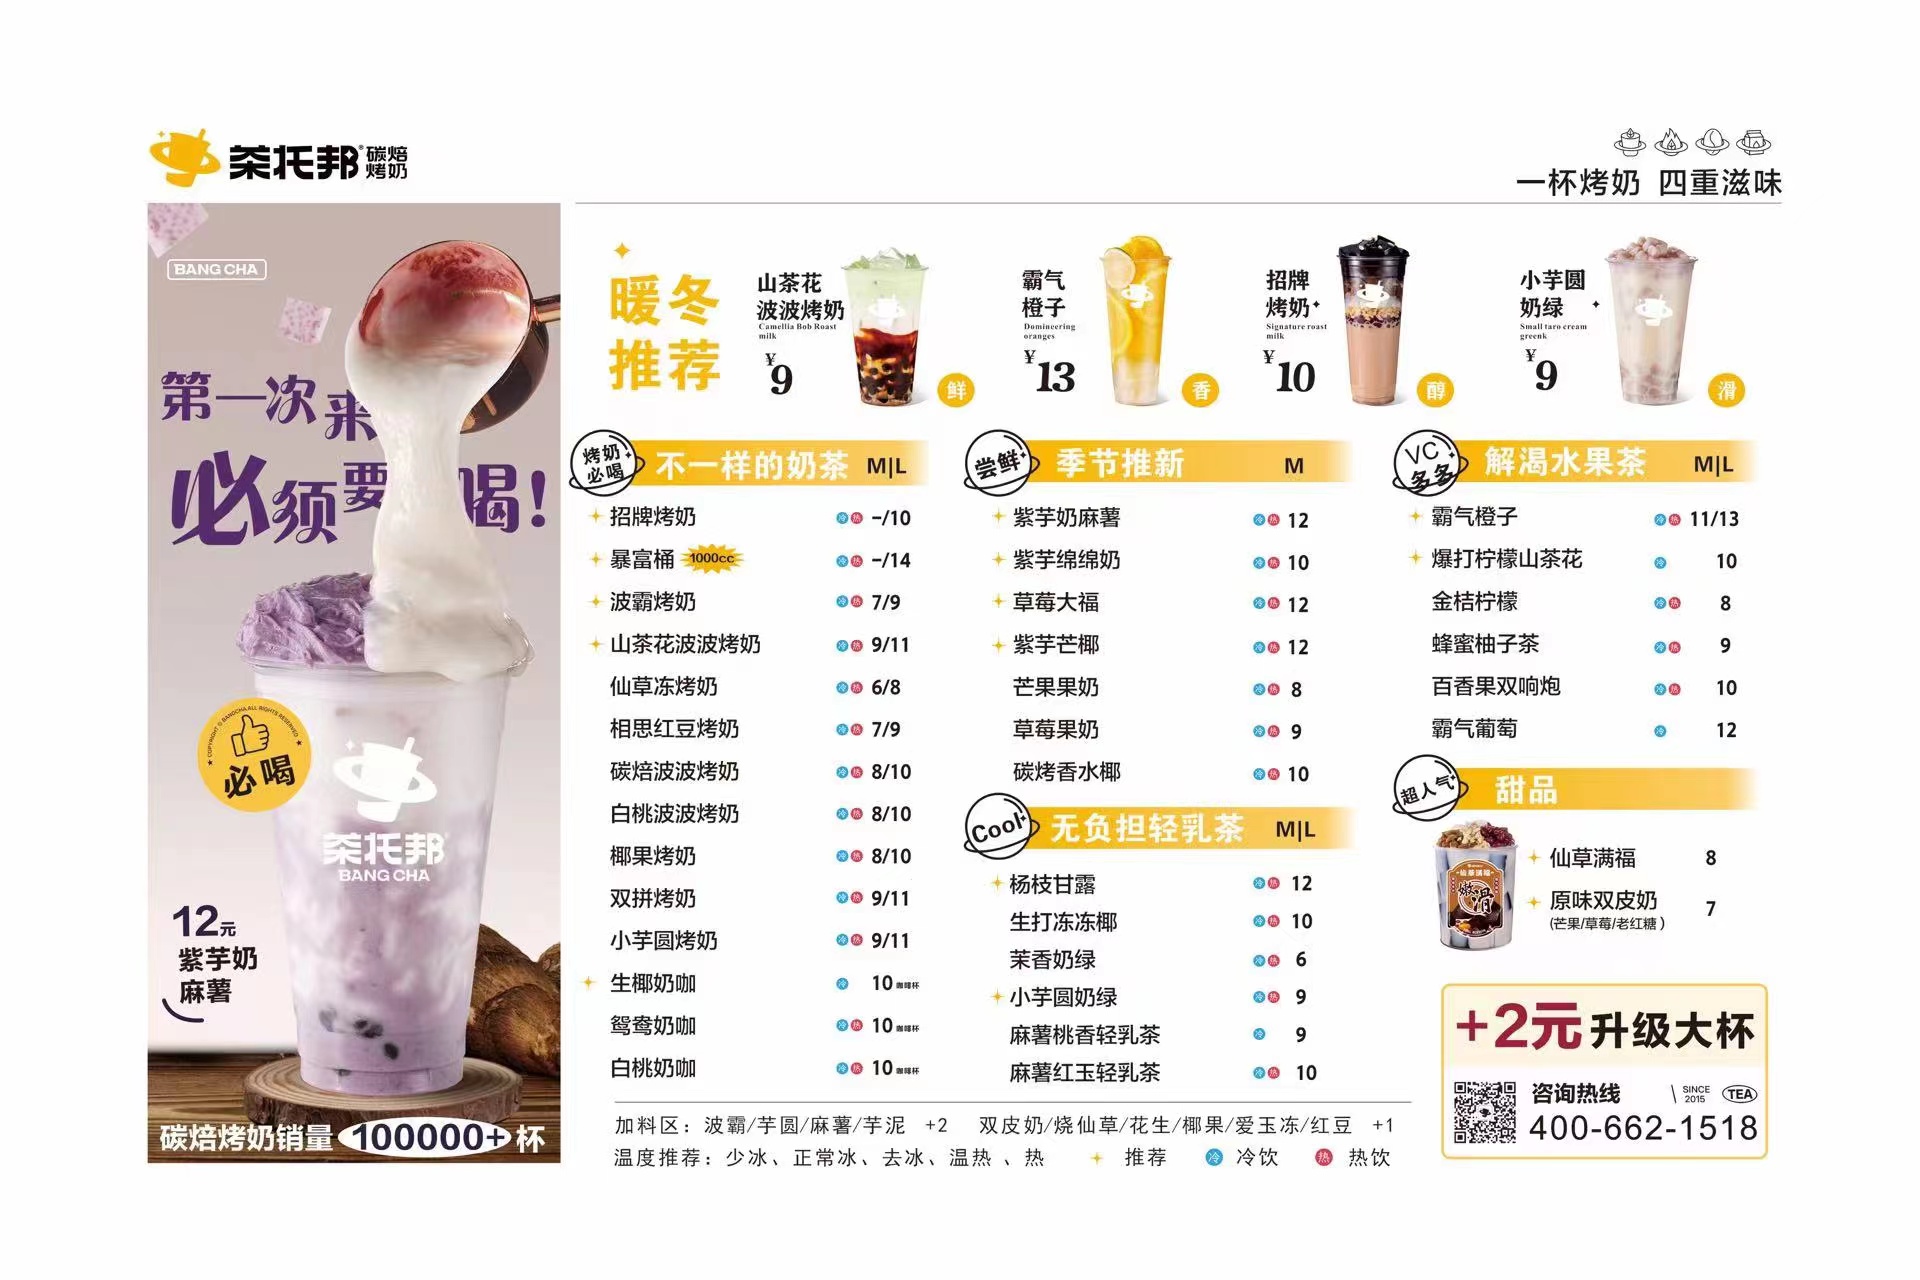 茶托邦®碳焙烤奶
一杯烤奶 四重滋味
BANG CHA
第一次来
必须要喝!
COPYRIGHT © BANGCHA.ALL RIGHTS RESERVED
必喝
茶托邦
BANG CHA
12元
紫芋奶
麻薯
碳焙烤奶销量 100000+ 杯
暖冬
推荐
山茶花
波波烤奶
Camellia Bob Roast
milk
¥9
鲜
霸气
橙子
Domineering
oranges
¥13
香
招牌
烤奶
Signature roast
milk
¥10
醇
小芋圆
奶绿
Small taro cream
greenk
¥9
滑
烤奶必喝 不一样的奶茶 M|L
招牌烤奶 冷 热 -/10
暴富桶 1000cc 冷 热 -/14
波霸烤奶 冷 热 7/9
山茶花波波烤奶 冷 热 9/11
仙草冻烤奶 冷 热 6/8
相思红豆烤奶 冷 热 7/9
碳焙波波烤奶 冷 热 8/10
白桃波波烤奶 冷 热 8/10
椰果烤奶 冷 热 8/10
双拼烤奶 冷 热 9/11
小芋圆烤奶 冷 热 9/11
生椰奶咖 冷 10 咖啡杯
鸳鸯奶咖 冷 热 10 咖啡杯
白桃奶咖 冷 热 10 咖啡杯
尝鲜 季节推新 M
紫芋奶麻薯 冷 热 12
紫芋绵绵奶 冷 热 10
草莓大福 冷 热 12
紫芋芒椰 冷 热 12
芒果果奶 冷 热 8
草莓果奶 冷 热 9
碳烤香水椰 冷 热 10
Cool 无负担轻乳茶 M|L
杨枝甘露 冷 热 12
生打冻冻椰 冷 热 10
茉香奶绿 冷 热 6
小芋圆奶绿 冷 热 9
麻薯桃香轻乳茶 冷 9
麻薯红玉轻乳茶 冷 热 10
VC多多 解渴水果茶 M|L
霸气橙子 冷 热 11/13
爆打柠檬山茶花 冷 10
金桔柠檬 冷 热 8
蜂蜜柚子茶 冷 热 9
百香果双响炮 冷 热 10
霸气葡萄 冷 12
超人气 甜品
仙草满福
嫩滑
仙草满福 8
原味双皮奶 7
(芒果/草莓/老红糖)
+2元升级大杯
咨询热线
SINCE
2015
TEA
400-662-1518
加料区：波霸/芋圆/麻薯/芋泥 +2 双皮奶/烧仙草/花生/椰果/爱玉冻/红豆 +1
温度推荐：少冰、正常冰、去冰、温热 、热 推荐 冷 冷饮 热 热饮